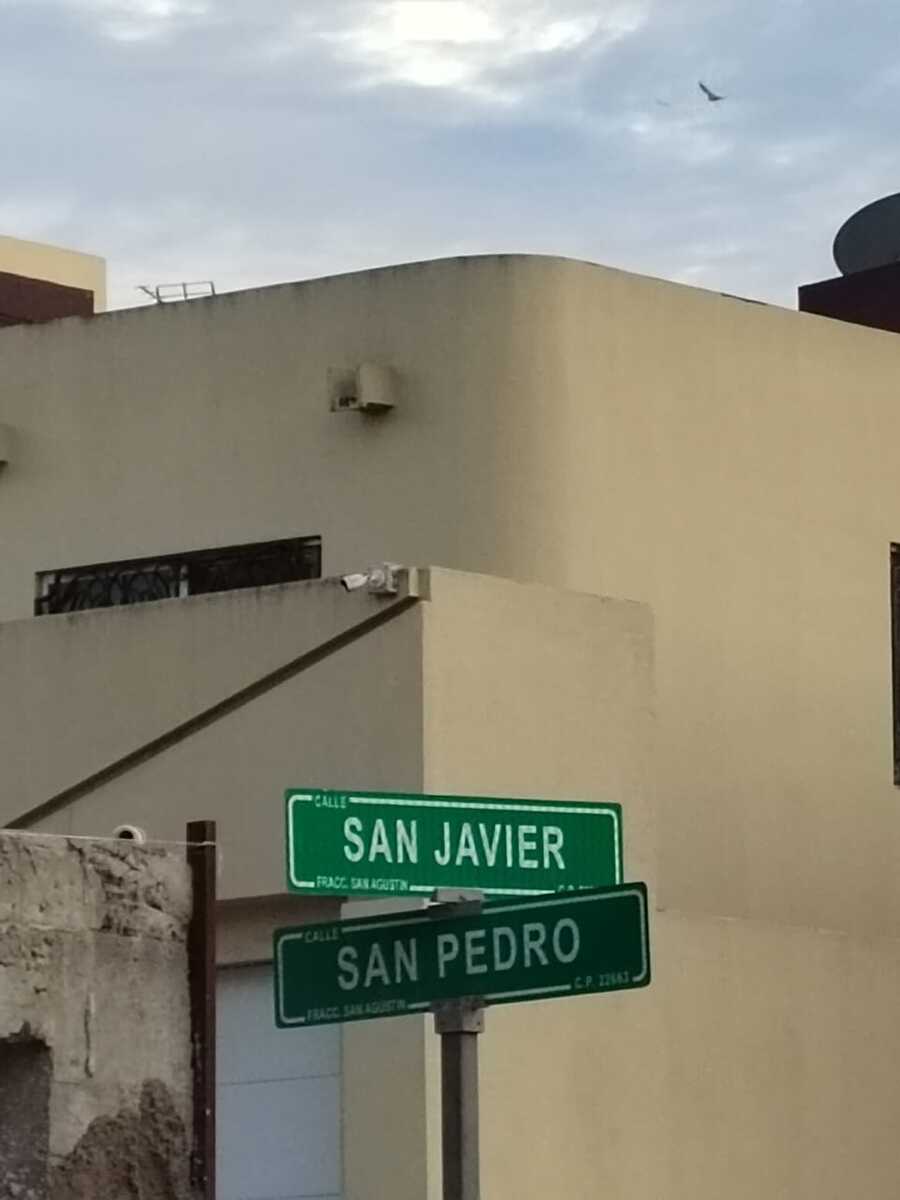 CALLE
SAN JAVIER
FRACC. SAN AGUSTIN
C.P.
CALLE
SAN PEDRO
C.P. 22663
FRACC. SAN AGUSTIN